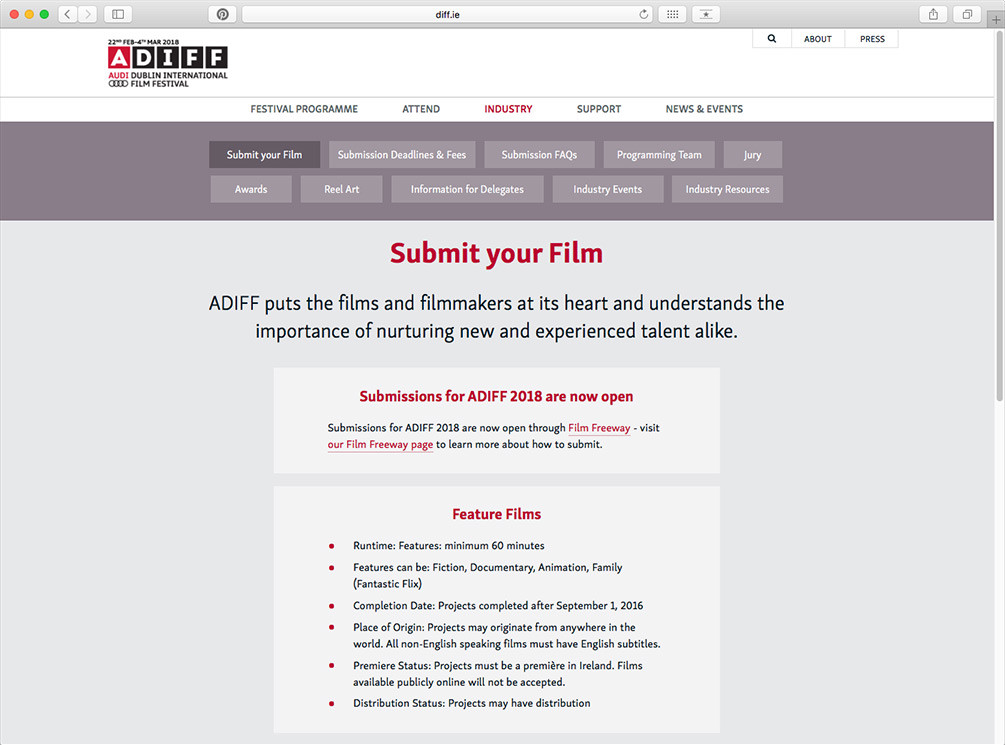 diff.ie
22ND FEB-4TH MAR 2018
ADIFF
AUDI DUBLIN INTERNATIONAL
FILM FESTIVAL
ABOUT
PRESS
FESTIVAL PROGRAMME
ATTEND
INDUSTRY
SUPPORT
NEWS & EVENTS
Submit your Film
Submission Deadlines & Fees
Submission FAQs
Programming Team
Jury
Awards
Reel Art
Information for Delegates
Industry Events
Industry Resources
Submit your Film
ADIFF puts the films and filmmakers at its heart and understands the
importance of nurturing new and experienced talent alike.
Submissions for ADIFF 2018 are now open
Submissions for ADIFF 2018 are now open through Film Freeway - visit
our Film Freeway page to learn more about how to submit.
Feature Films
Runtime: Features: minimum 60 minutes
Features can be: Fiction, Documentary, Animation, Family
(Fantastic Flix)
Completion Date: Projects completed after September 1, 2016
Place of Origin: Projects may originate from anywhere in the
world. All non-English speaking films must have English subtitles.
Premiere Status: Projects must be a première in Ireland. Films
available publicly online will not be accepted.
Distribution Status: Projects may have distribution